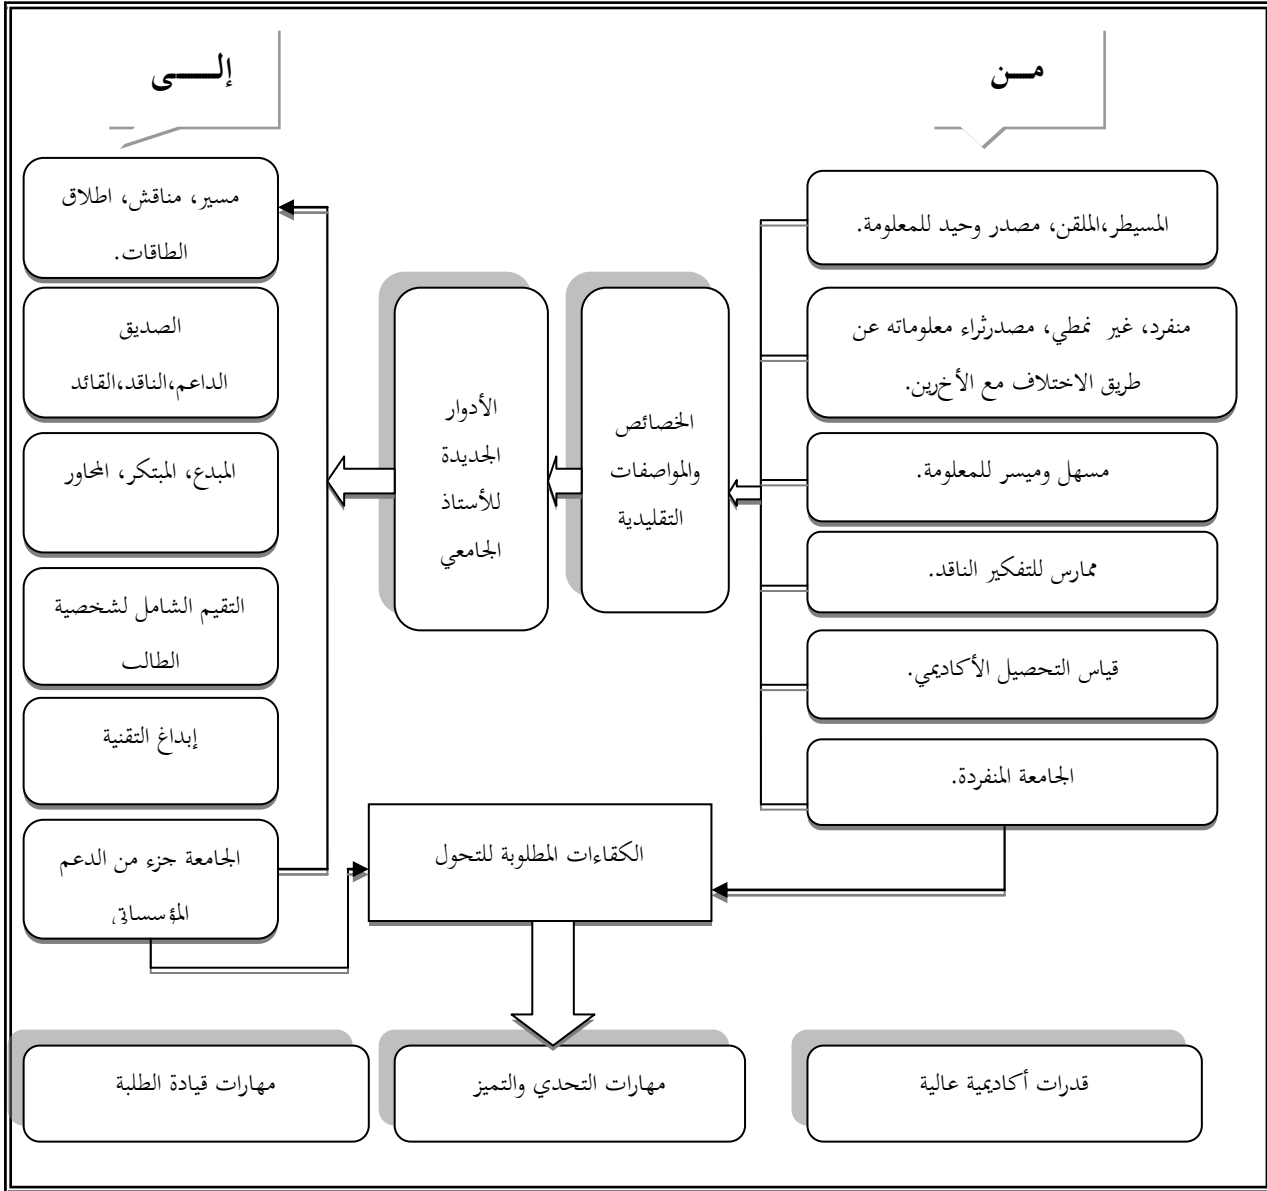 مــن
إلــــى
المسيطر،الملقن، مصدر وحيد للمعلومة.
منفرد، غير نمطي، مصدرثراء معلوماته عن
طريق الاختلاف مع الأخرين.
مسهل وميسر للمعلومة.
ممارس للتفكير الناقد.
قياس التحصيل الأكاديمي.
الجامعة المنفردة.
الخصائص
والمواصفات
التقليدية
الأدوار
الجديدة
للأستاذ
الجامعي
مسير، مناقش، اطلاق
الطاقات.
الصديق
الداعم،الناقد،القائد
المبدع، المبتكر، المحاور
التقيم الشامل لشخصية
الطالب
إبداغ التقنية
الجامعة جزء من الدعم
المؤسساتي
الكقاءات المطلوبة للتحول
قدرات أكاديمية عالية
مهارات التحدي والتميز
مهارات قيادة الطلبة